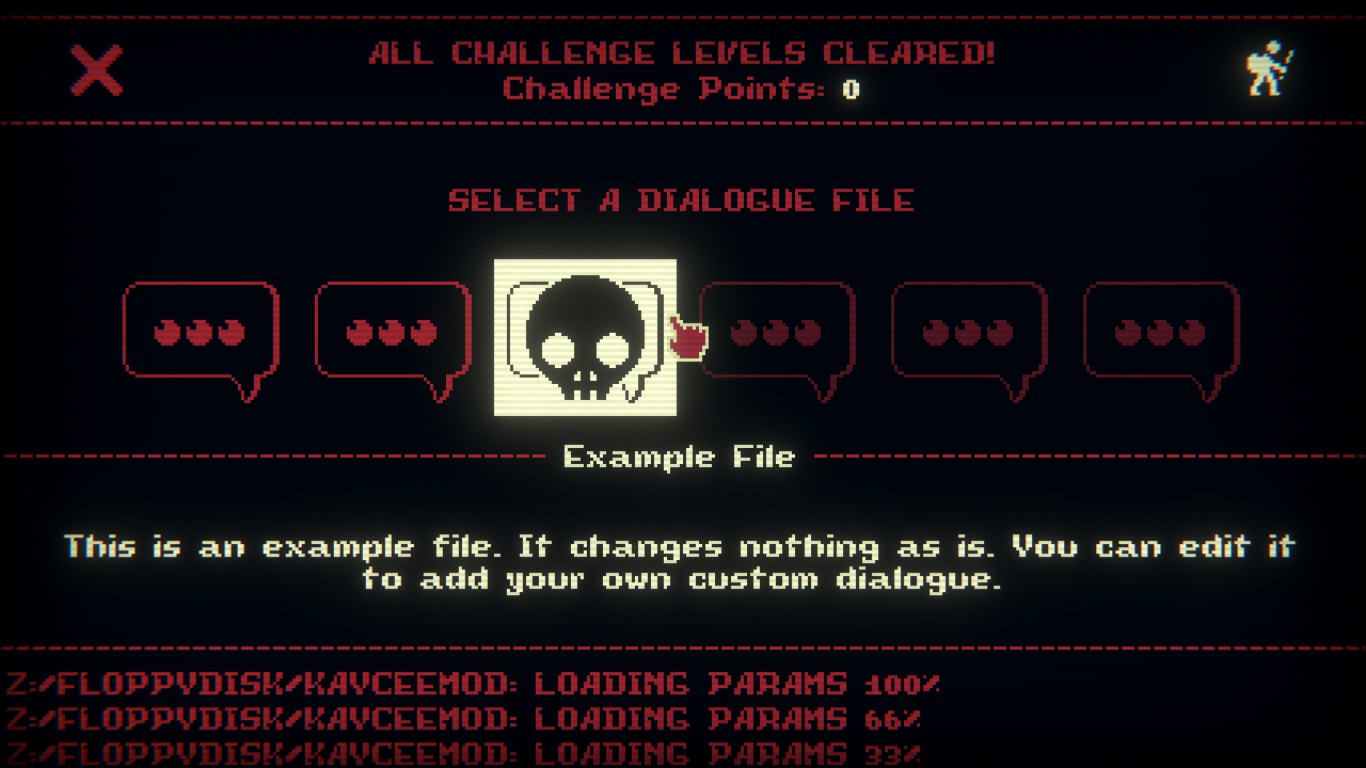 ALL CHALLENGE LEVELS CLEARED!
Challenge Points: 0
SELECT A DIALOGUE FILE
Example File
This is an example file. It changes nothing as is. You can edit it
to add your own custom dialogue.
Z:/FLOPPYDISK/KAYCEEMOD: LOADING PARAMS 100%
Z:/FLOPPYDISK/KAYCEEMOD: LOADING PARAMS 66%
Z:/FLOPPYDISK/KAYCEEMOD: LOADING PARAMS 33%